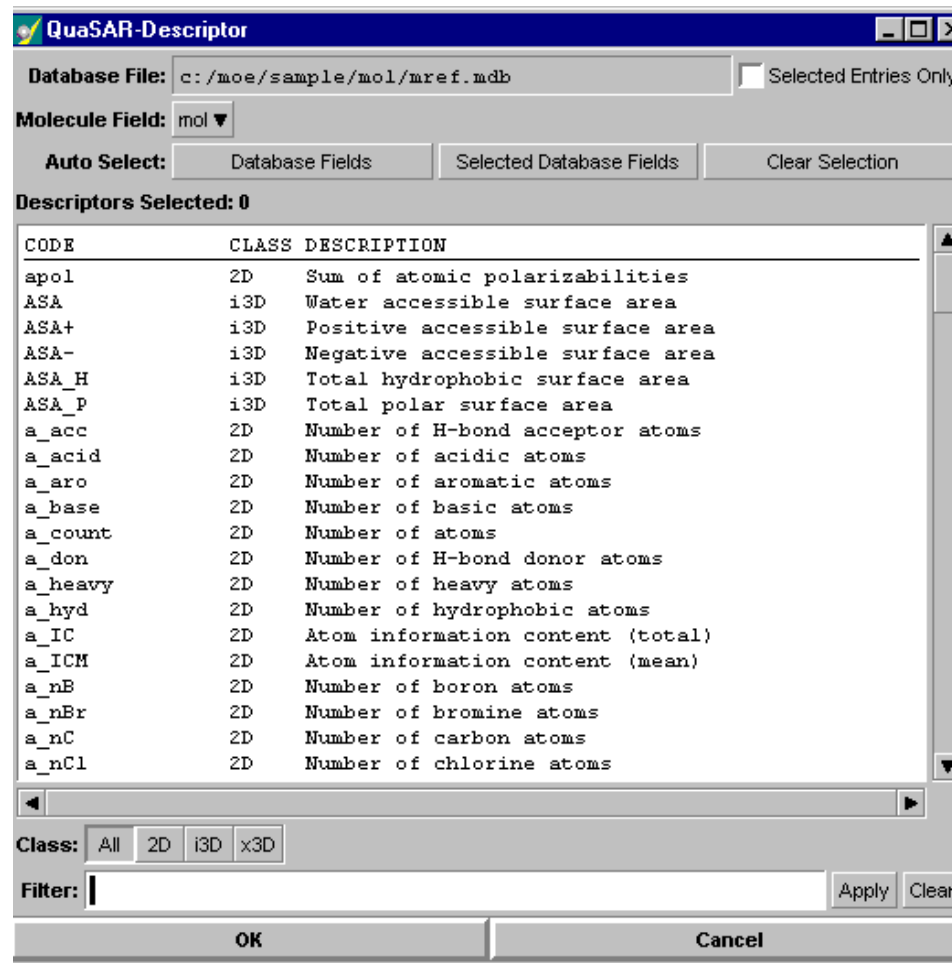 QuaSAR-Descriptor
Database File: c:/moe/sample/mol/mref.mdb Selected Entries Only
Molecule Field: mol ▼
Auto Select: Database Fields Selected Database Fields Clear Selection
Descriptors Selected: 0
CODE CLASS DESCRIPTION
apol 2D Sum of atomic polarizabilities
ASA i3D Water accessible surface area
ASA+ i3D Positive accessible surface area
ASA- i3D Negative accessible surface area
ASA_H i3D Total hydrophobic surface area
ASA_P i3D Total polar surface area
a_acc 2D Number of H-bond acceptor atoms
a_acid 2D Number of acidic atoms
a_aro 2D Number of aromatic atoms
a_base 2D Number of basic atoms
a_count 2D Number of atoms
a_don 2D Number of H-bond donor atoms
a_heavy 2D Number of heavy atoms
a_hyd 2D Number of hydrophobic atoms
a_IC 2D Atom information content (total)
a_ICM 2D Atom information content (mean)
a_nB 2D Number of boron atoms
a_nBr 2D Number of bromine atoms
a_nC 2D Number of carbon atoms
a_nCl 2D Number of chlorine atoms
Class: All 2D i3D x3D
Filter: Apply Clear
OK Cancel